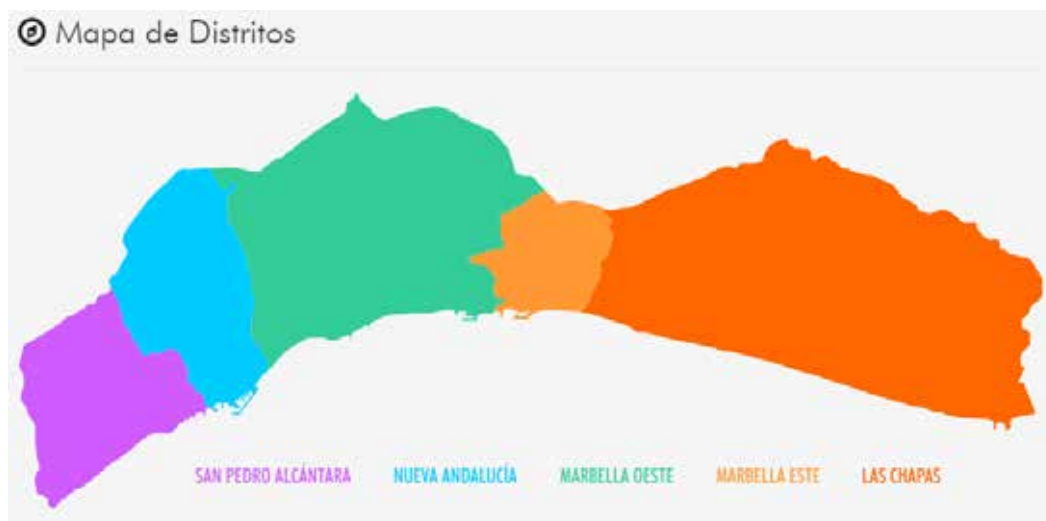 Mapa de Distritos
SAN PEDRO ALCÁNTARA NUEVA ANDALUCÍA MARBELLA OESTE MARBELLA ESTE LAS CHAPAS